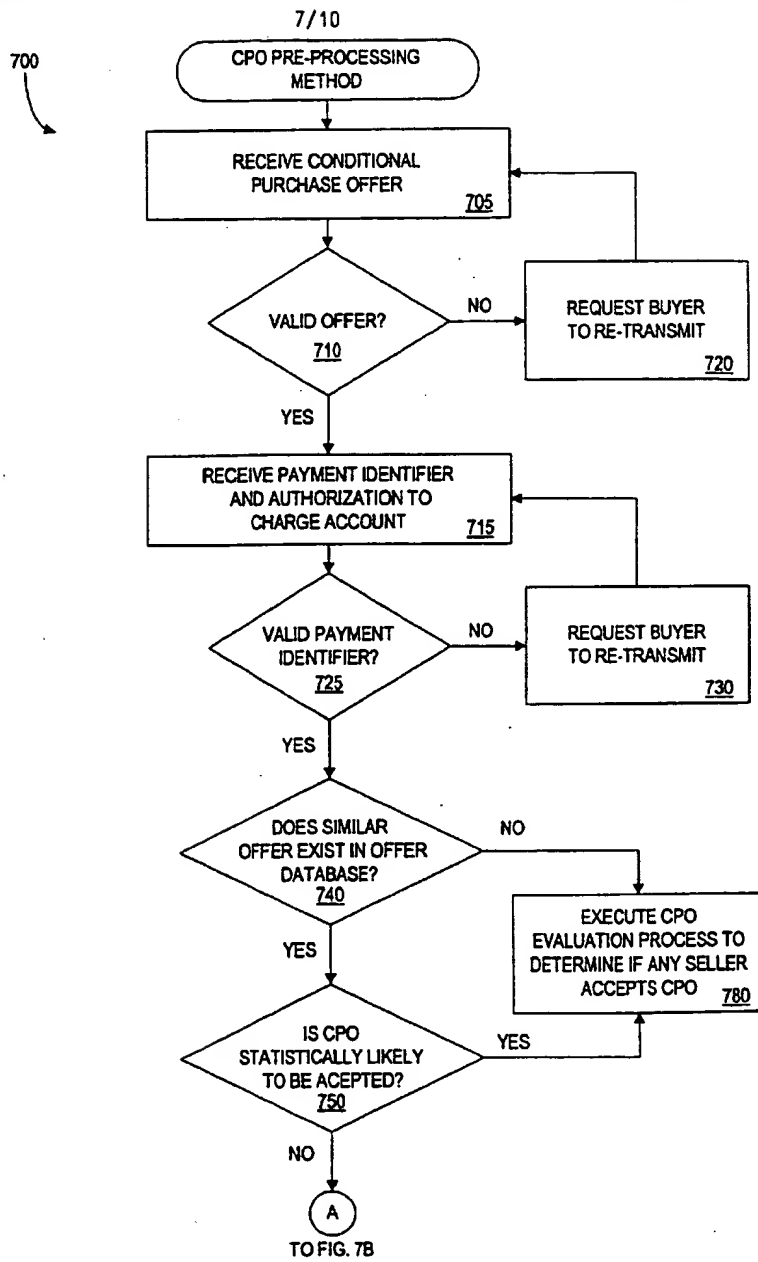 7/10
700
CPO PRE-PROCESSING
METHOD
RECEIVE CONDITIONAL
PURCHASE OFFER
705
VALID OFFER?
710
NO
REQUEST BUYER
TO RE-TRANSMIT
720
YES
RECEIVE PAYMENT IDENTIFIER
AND AUTHORIZATION TO
CHARGE ACCOUNT
715
VALID PAYMENT
IDENTIFIER?
725
NO
REQUEST BUYER
TO RE-TRANSMIT
730
YES
DOES SIMILAR
OFFER EXIST IN OFFER
DATABASE?
740
NO
EXECUTE CPO
EVALUATION PROCESS TO
DETERMINE IF ANY SELLER
ACCEPTS CPO
780
YES
IS CPO
STATISTICALLY LIKELY
TO BE ACEPTED?
750
YES
NO
A
TO FIG. 7B